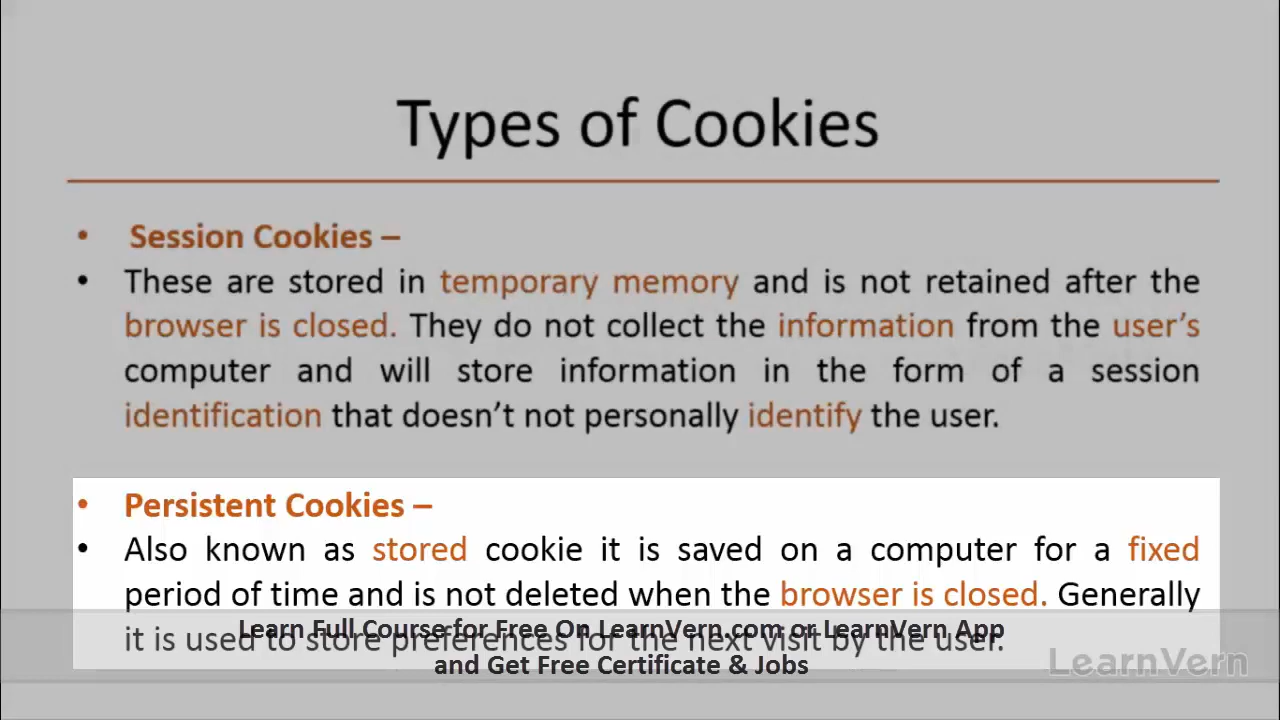 Types of Cookies
• Session Cookies –
• These are stored in temporary memory and is not retained after the
browser is closed. They do not collect the information from the user's
computer and will store information in the form of a session
identification that doesn't not personally identify the user.
• Persistent Cookies –
• Also known as stored cookie it is saved on a computer for a fixed
period of time and is not deleted when the browser is closed. Generally
it is used to store preferences for the next visit by the user.
Learn Full Course for Free On LearnVern.com or LearnVern App
and Get Free Certificate & Jobs
LearnVern